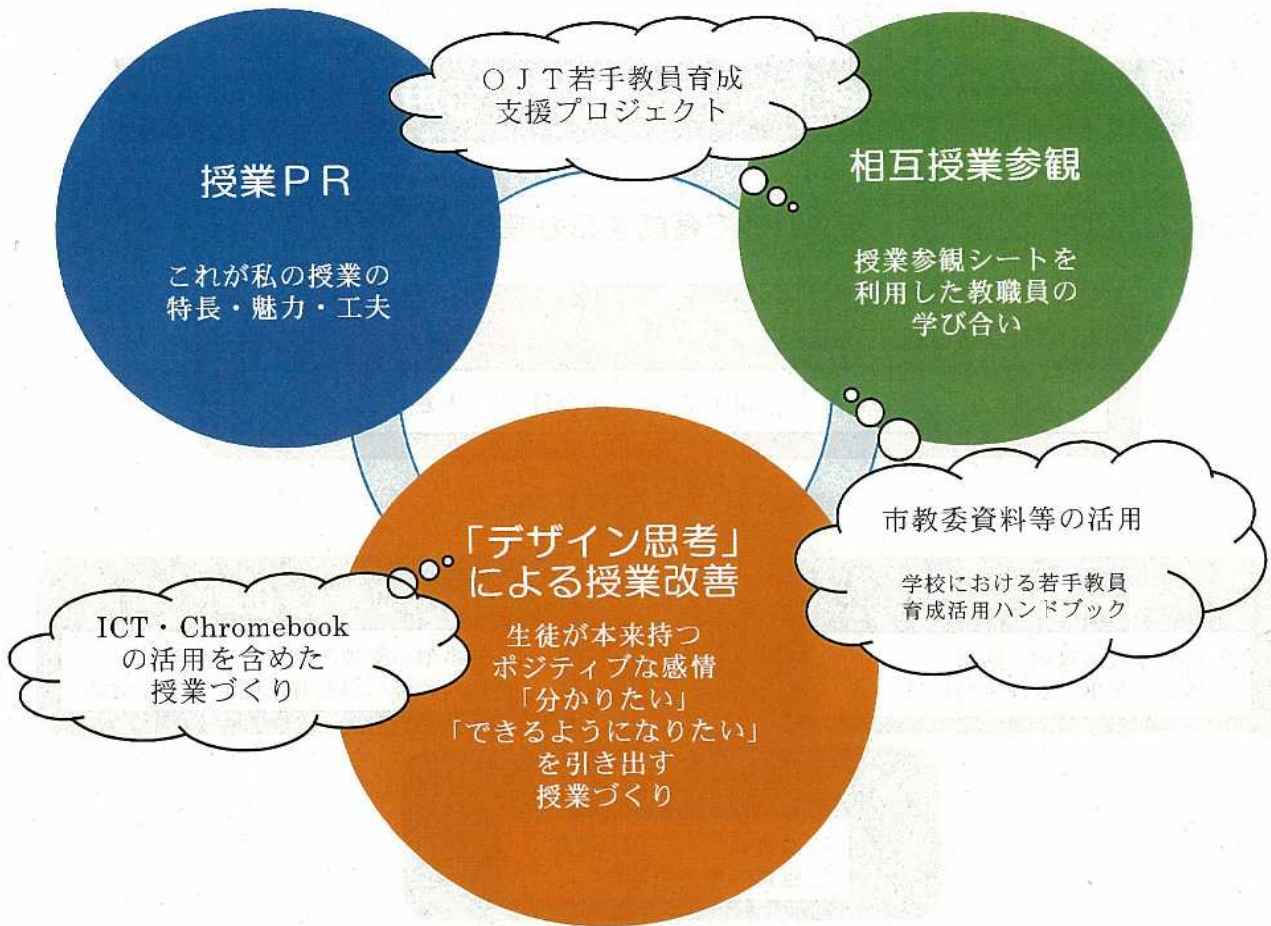 ○ＪＴ若手教員育成
支援プロジェクト
授業ＰＲ
これが私の授業の
特長・魅力・工夫
相互授業参観
授業参観シートを
利用した教職員の
学び合い
「デザイン思考」
による授業改善
生徒が本来持つ
ポジティブな感情
「分かりたい」
「できるようになりたい」
を引き出す
授業づくり
ICT・Chromebook
の活用を含めた
授業づくり
市教委資料等の活用
学校における若手教員
育成活用ハンドブック